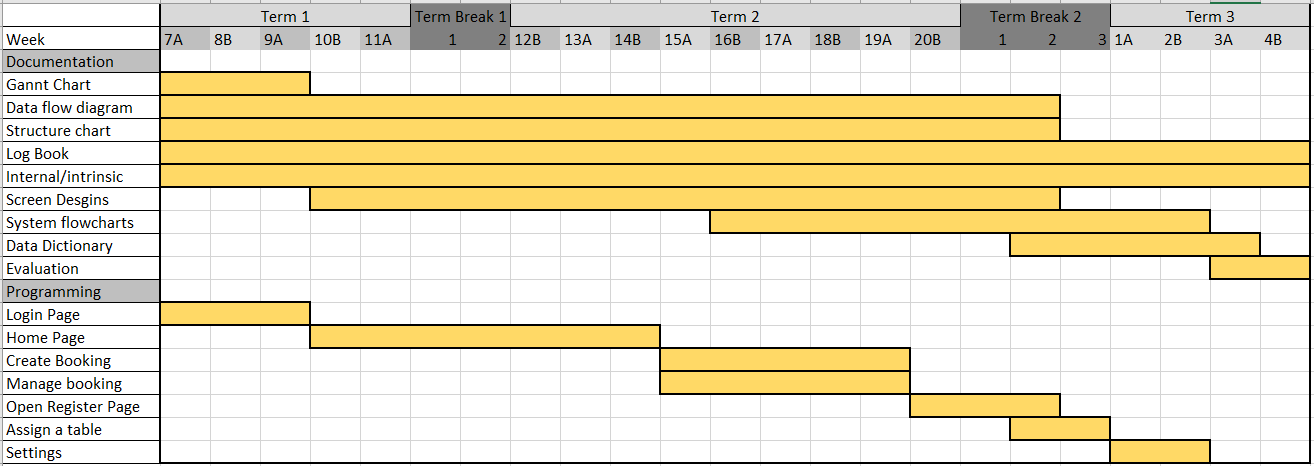 Term 1 Term Break 1 Term 2 Term Break 2 Term 3
Week 7A 8B 9A 10B 11A 1 2 12B 13A 14B 15A 16B 17A 18B 19A 20B 1 2 3 1A 2B 3A 4B
Documentation
Gannt Chart
Data flow diagram
Structure chart
Log Book
Internal/intrinsic
Screen Desgins
System flowcharts
Data Dictionary
Evaluation
Programming
Login Page
Home Page
Create Booking
Manage booking
Open Register Page
Assign a table
Settings